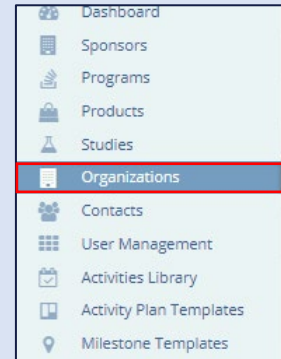 Dashboard
Sponsors
Programs
Products
Studies
Organizations
Contacts
User Management
Activities Library
Activity Plan Templates
Milestone Templates